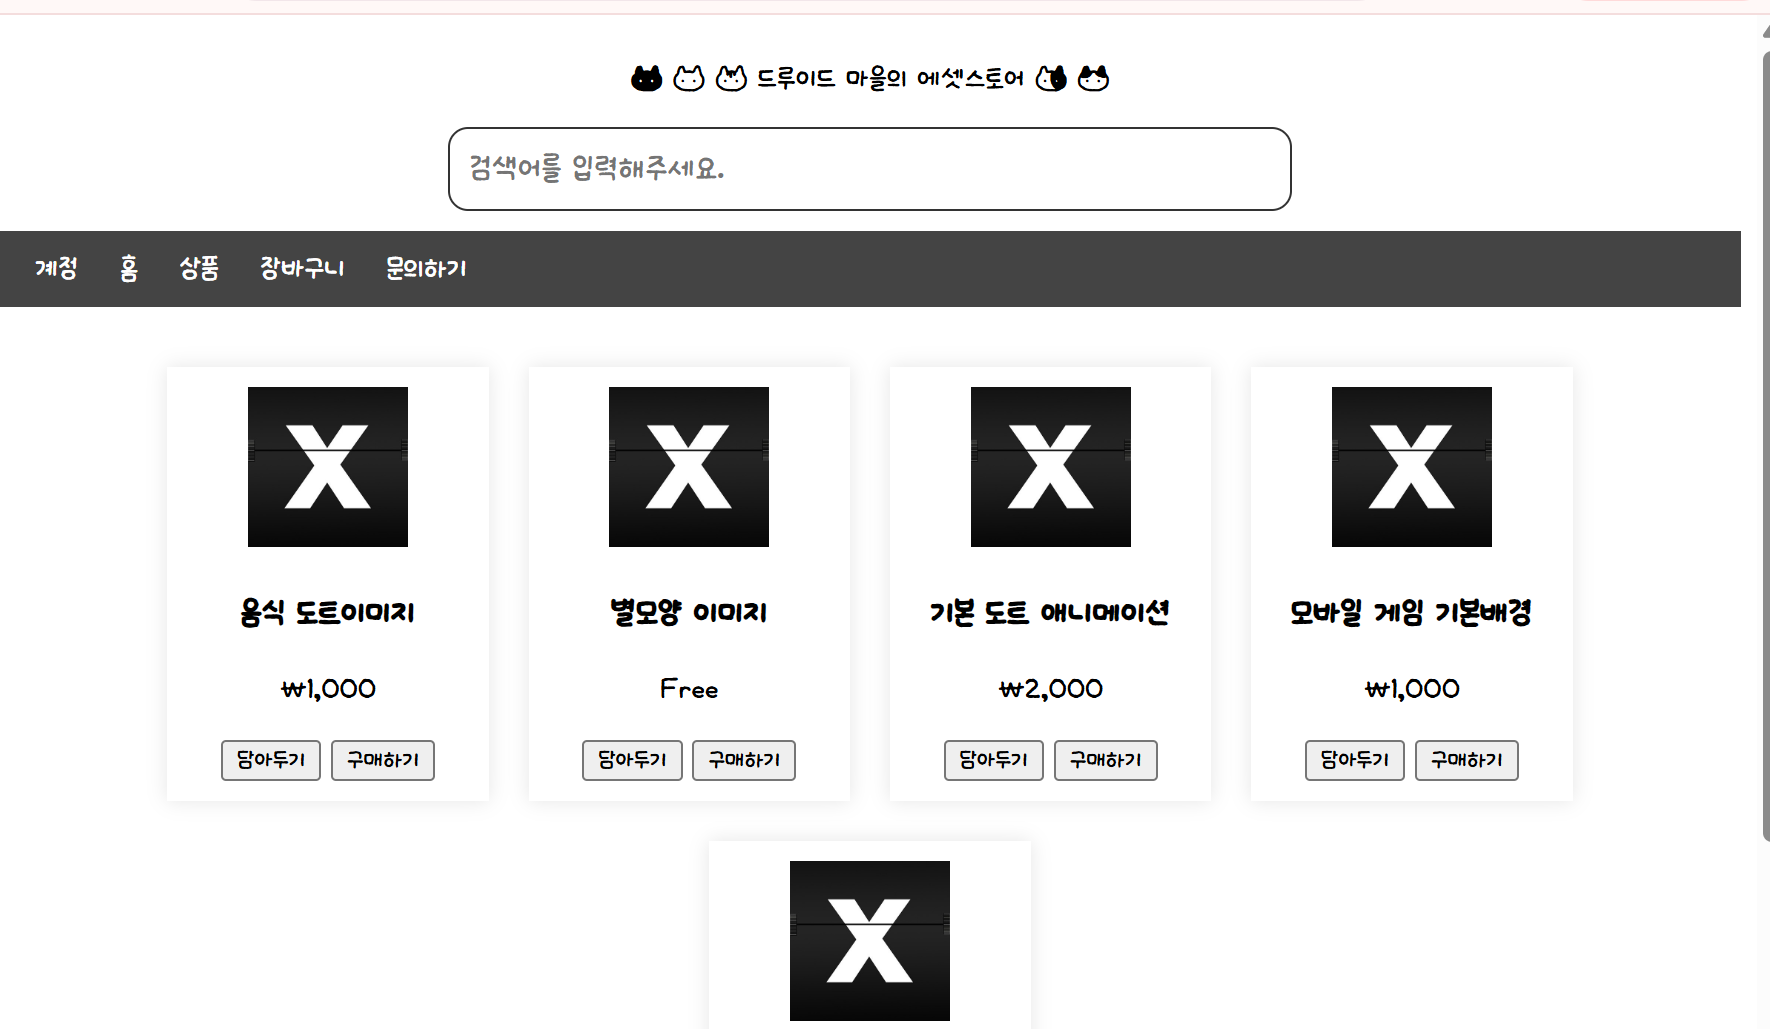 드루이드 마을의 에셋스토어
검색어를 입력해주세요.
계정 홈 상품 장바구니 문의하기
X X X X
음식 도트이미지 별모양 이미지 기본 도트 애니메이션 모바일 게임 기본배경
₩1,000 Free ₩2,000 ₩1,000
담아두기 구매하기 담아두기 구매하기 담아두기 구매하기 담아두기 구매하기
X